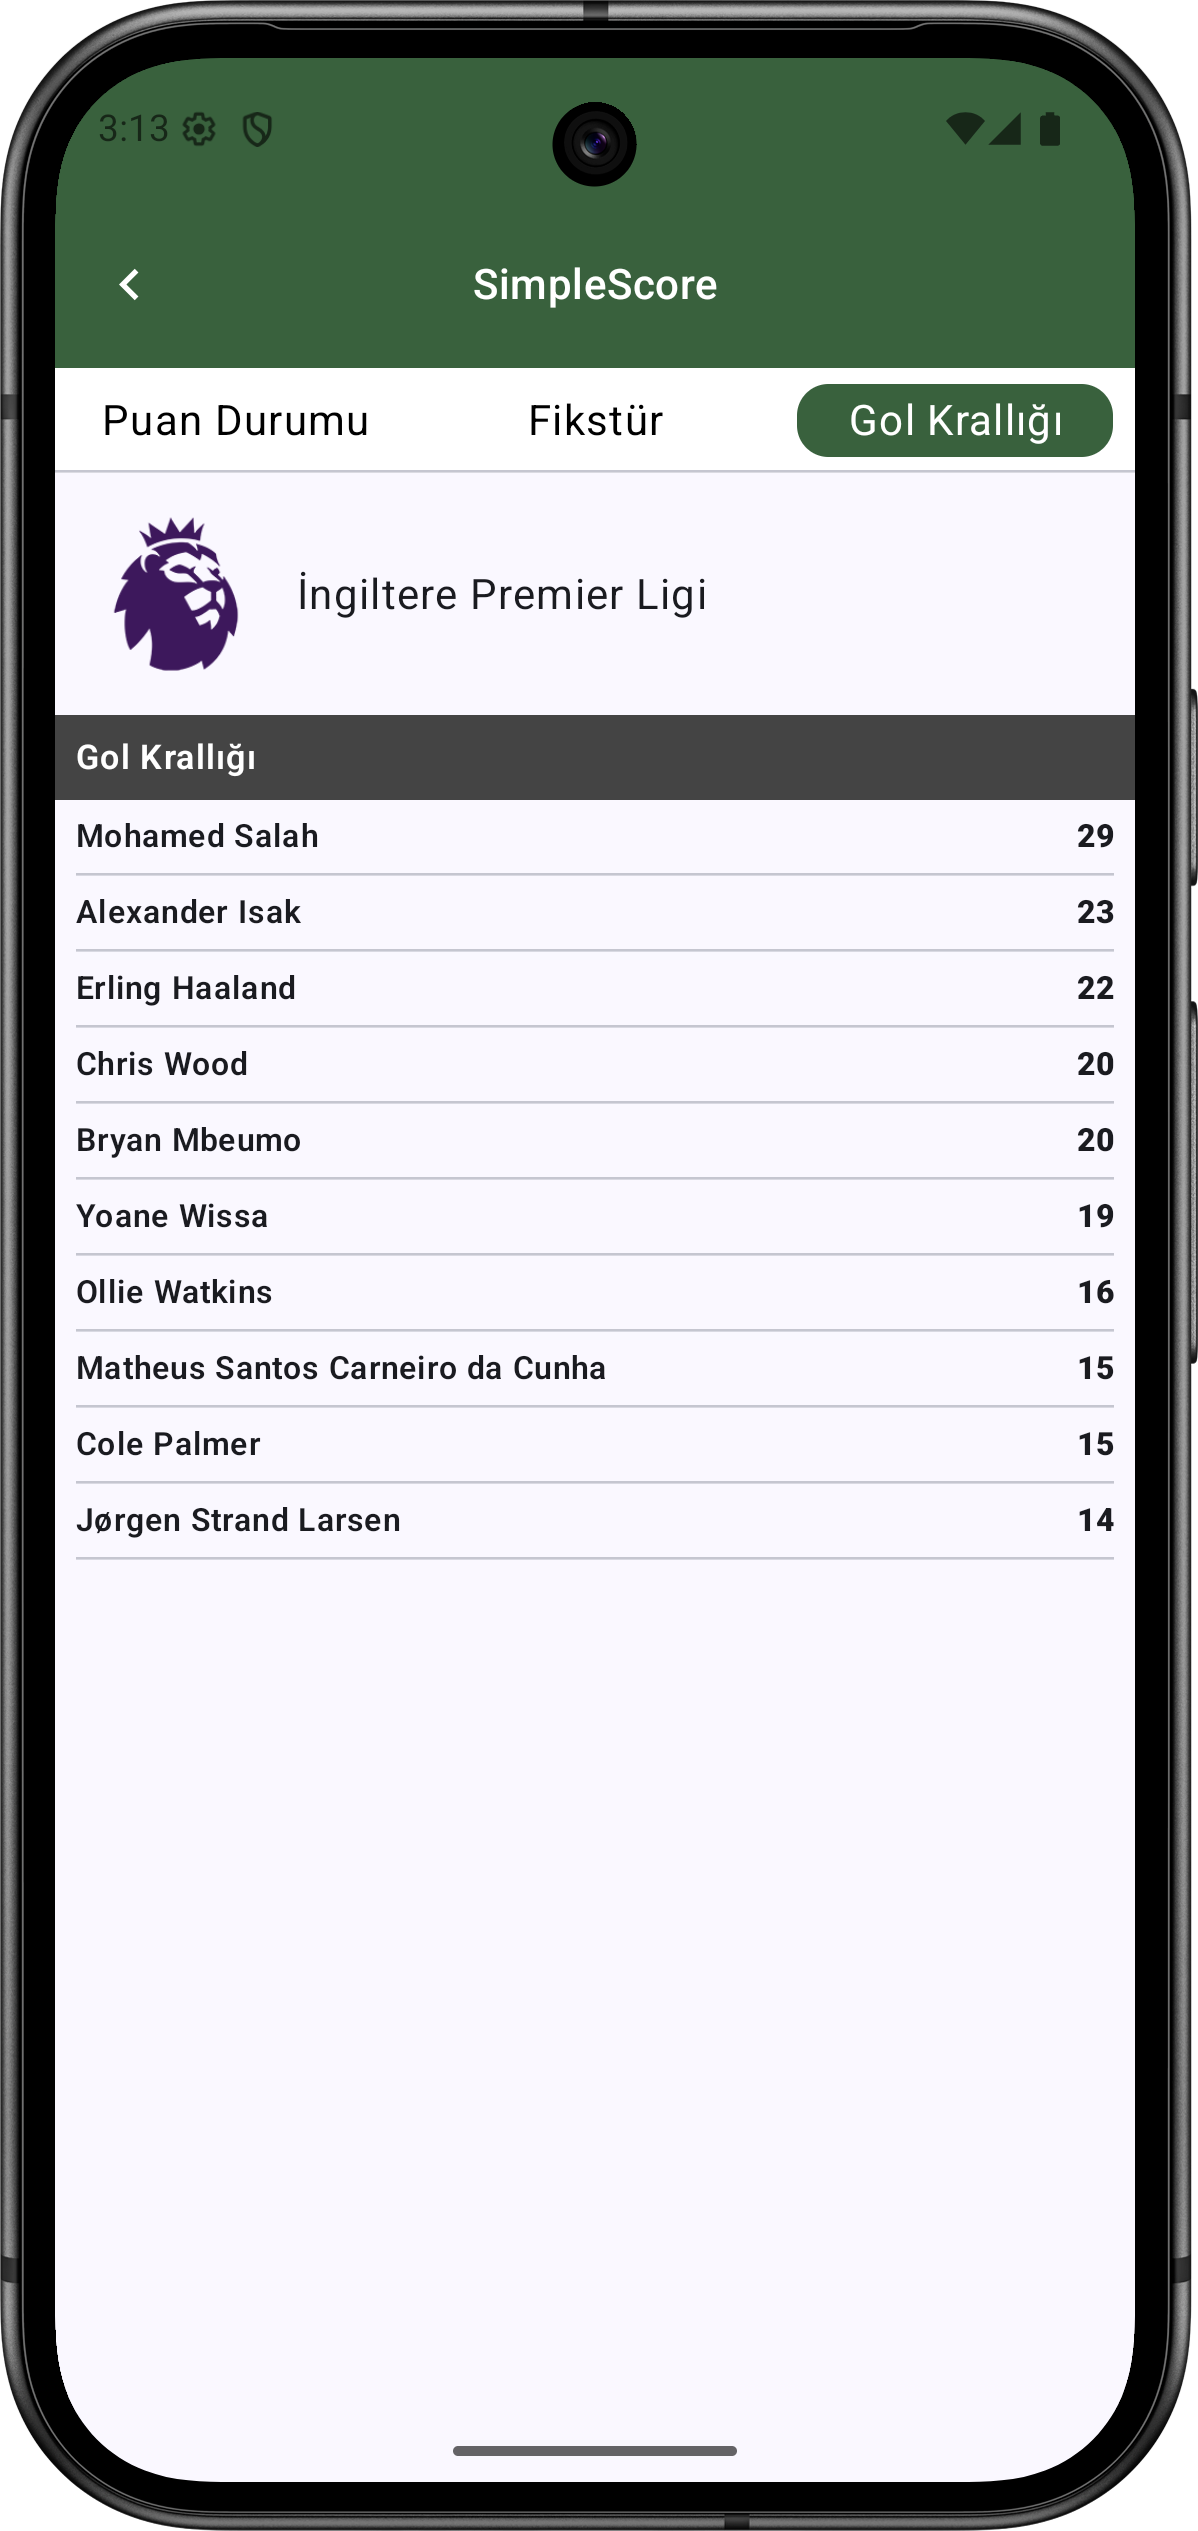 3:13
SimpleScore
Puan Durumu Fikstür Gol Krallığı
İngiltere Premier Ligi
Gol Krallığı
Mohamed Salah 29
Alexander Isak 23
Erling Haaland 22
Chris Wood 20
Bryan Mbeumo 20
Yoane Wissa 19
Ollie Watkins 16
Matheus Santos Carneiro da Cunha 15
Cole Palmer 15
Jørgen Strand Larsen 14